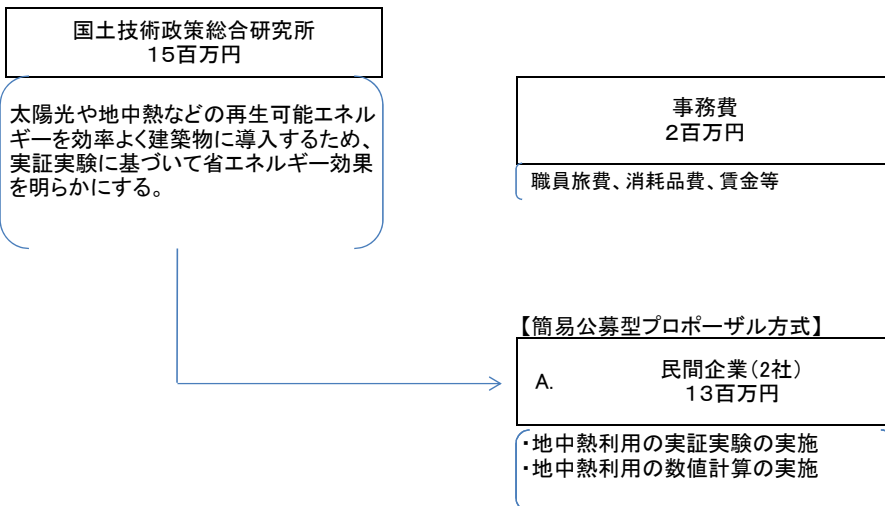 国土技術政策総合研究所
15百万円
太陽光や地中熱などの再生可能エネル
ギーを効率よく建築物に導入するため、
実証実験に基づいて省エネルギー効果
を明らかにする。
事務費
2百万円
職員旅費、消耗品費、賃金等
【簡易公募型プロポーザル方式】
A.
民間企業(2社)
13百万円
・地中熱利用の実証実験の実施
・地中熱利用の数値計算の実施